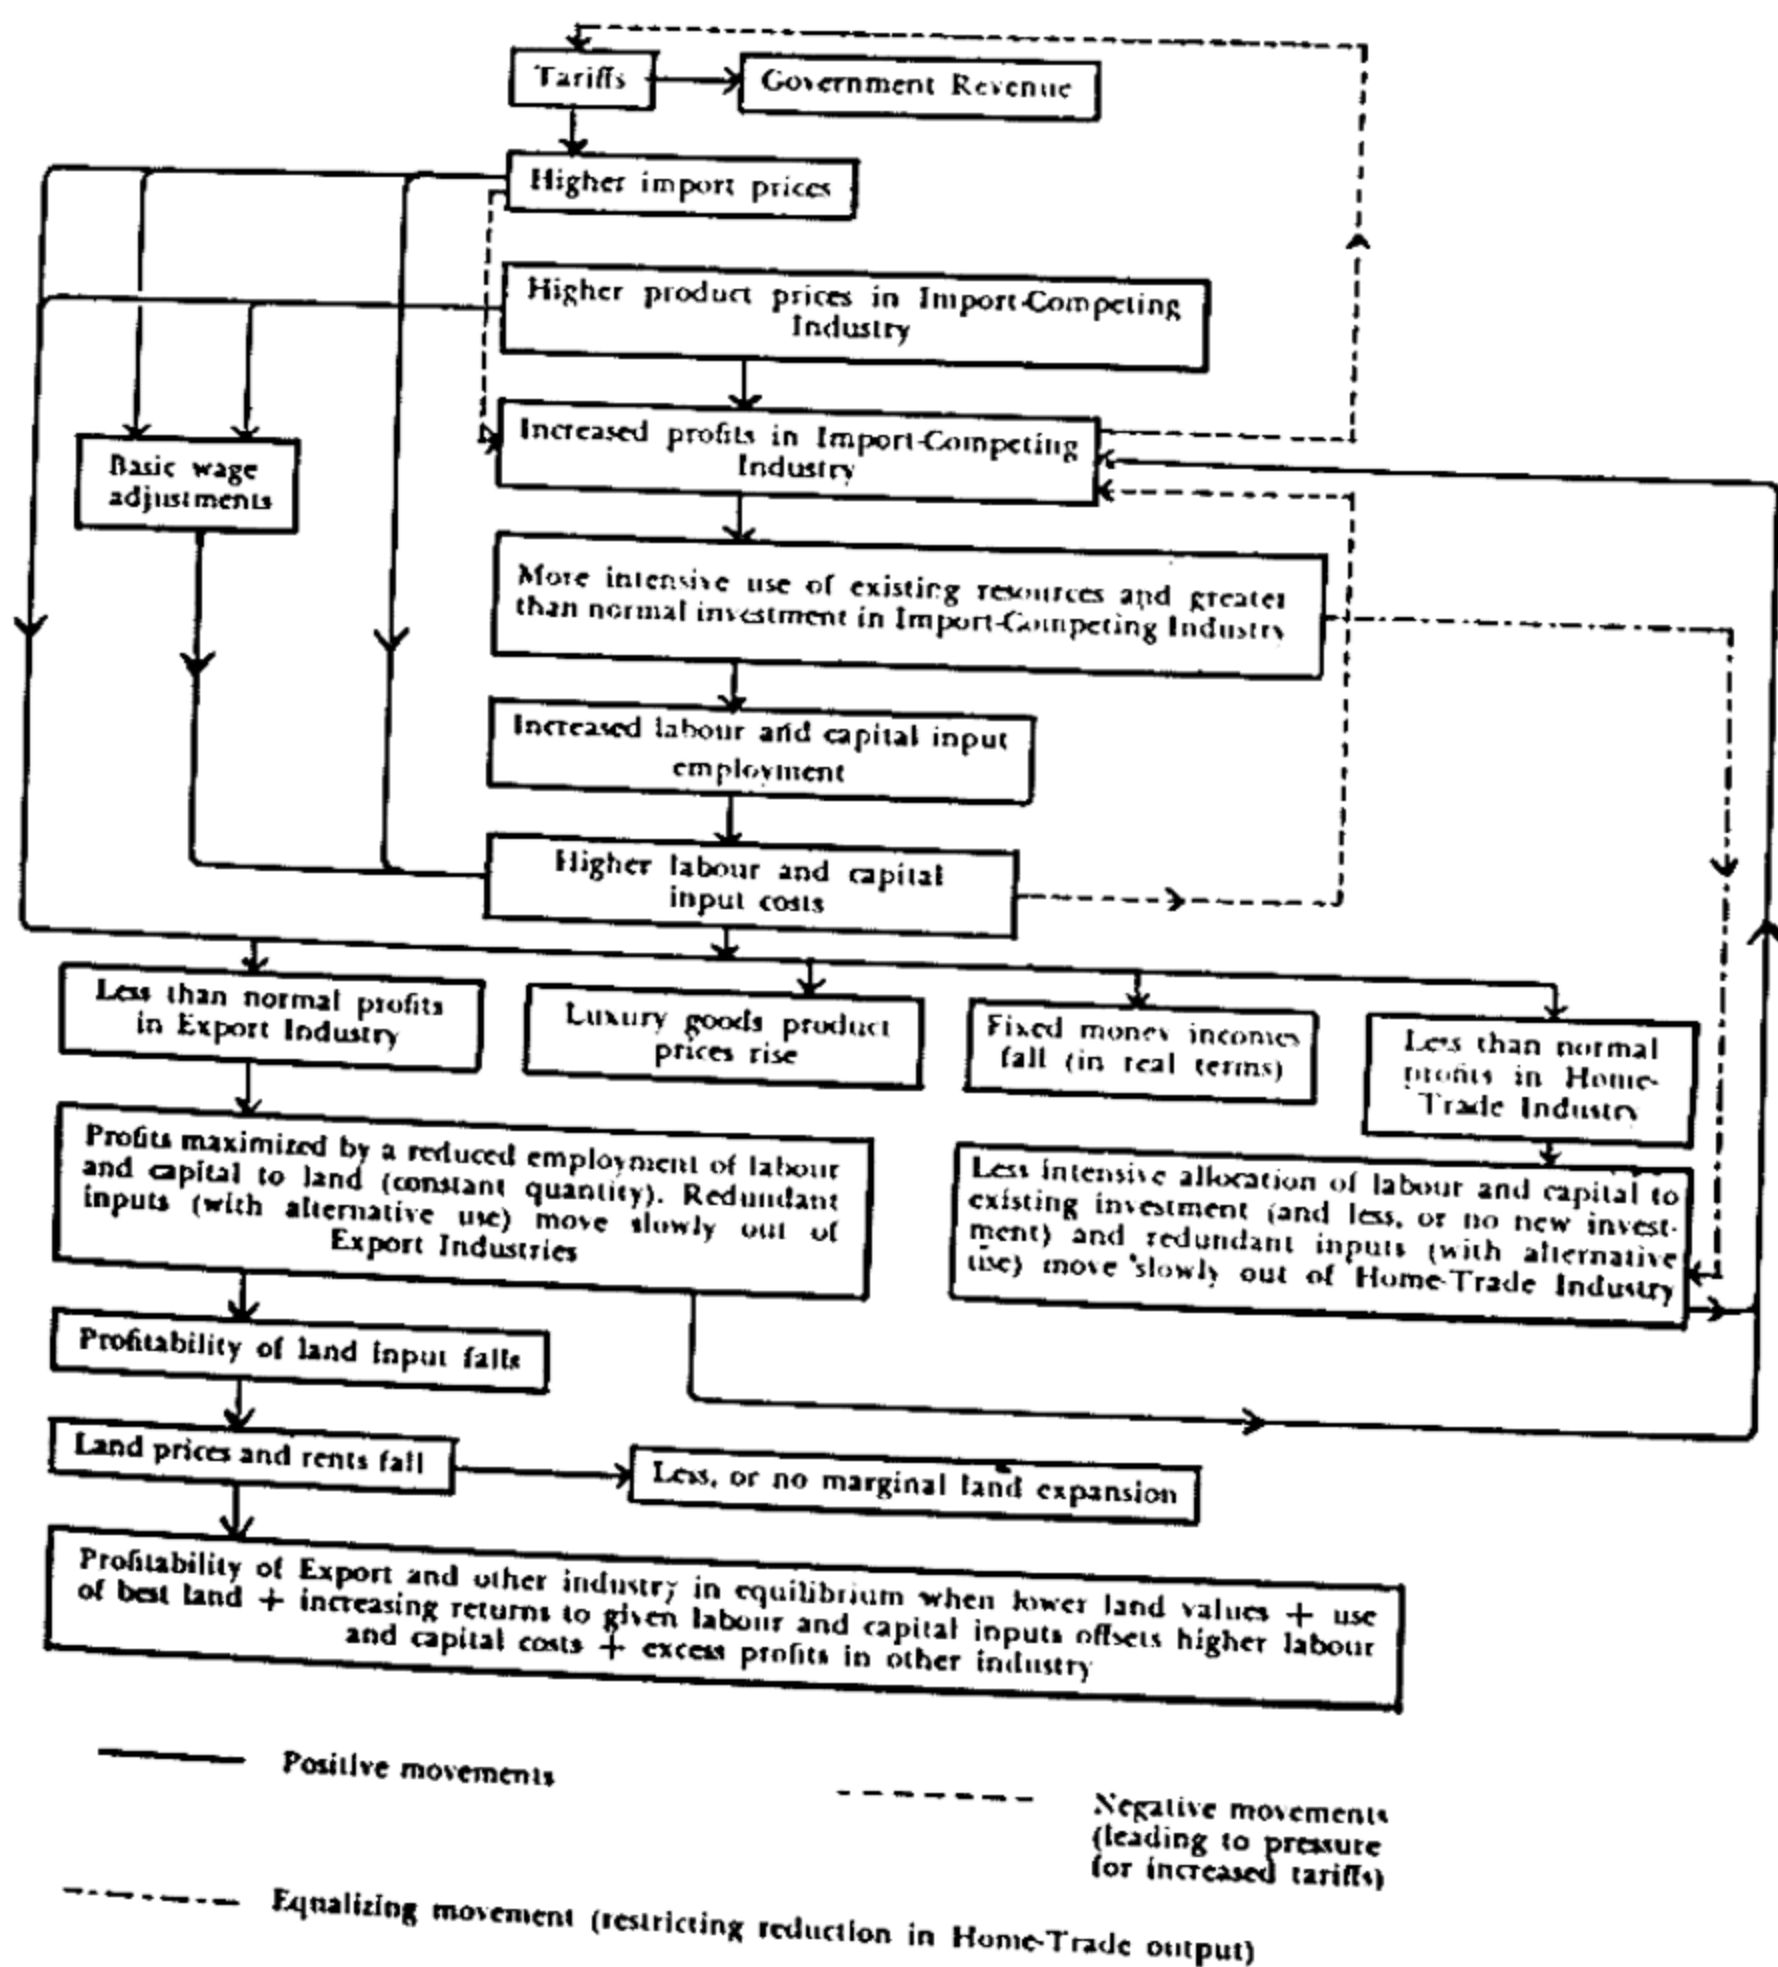 Tariffs
Government Revenue
Higher import prices
Higher product prices in Import-Competing
Industry
Increased profits in Import-Competing
Industry
Basic wage
adjustments
More intensive use of existing resources and greater
than normal investment in Import-Competing Industry
Increased labour and capital input
employment
Higher labour and capital
input costs
Less than normal profits
in Export Industry
Luxury goods product
prices rise
Fixed money incomes
fall (in real terms)
Less than normal
profits in Home-
Trade Industry
Profits maximized by a reduced employment of labour
and capital to land (constant quantity). Redundant
inputs (with alternative use) move slowly out of
Export Industries
Less intensive allocation of labour and capital to
existing investment (and less, or no new invest-
ment) and redundant inputs (with alternative
use) move slowly out of Home-Trade Industry
Profitability of land input falls
Land prices and rents fall
Less, or no marginal land expansion
Profitability of Export and other industry in equilibrium when lower land values + use
of best land + increasing returns to given labour and capital inputs offsets higher labour
and capital costs + excess profits in other industry
Positive movements
Negative movements
(leading to pressure
for increased tariffs)
Equalizing movement (restricting reduction in Home-Trade output)